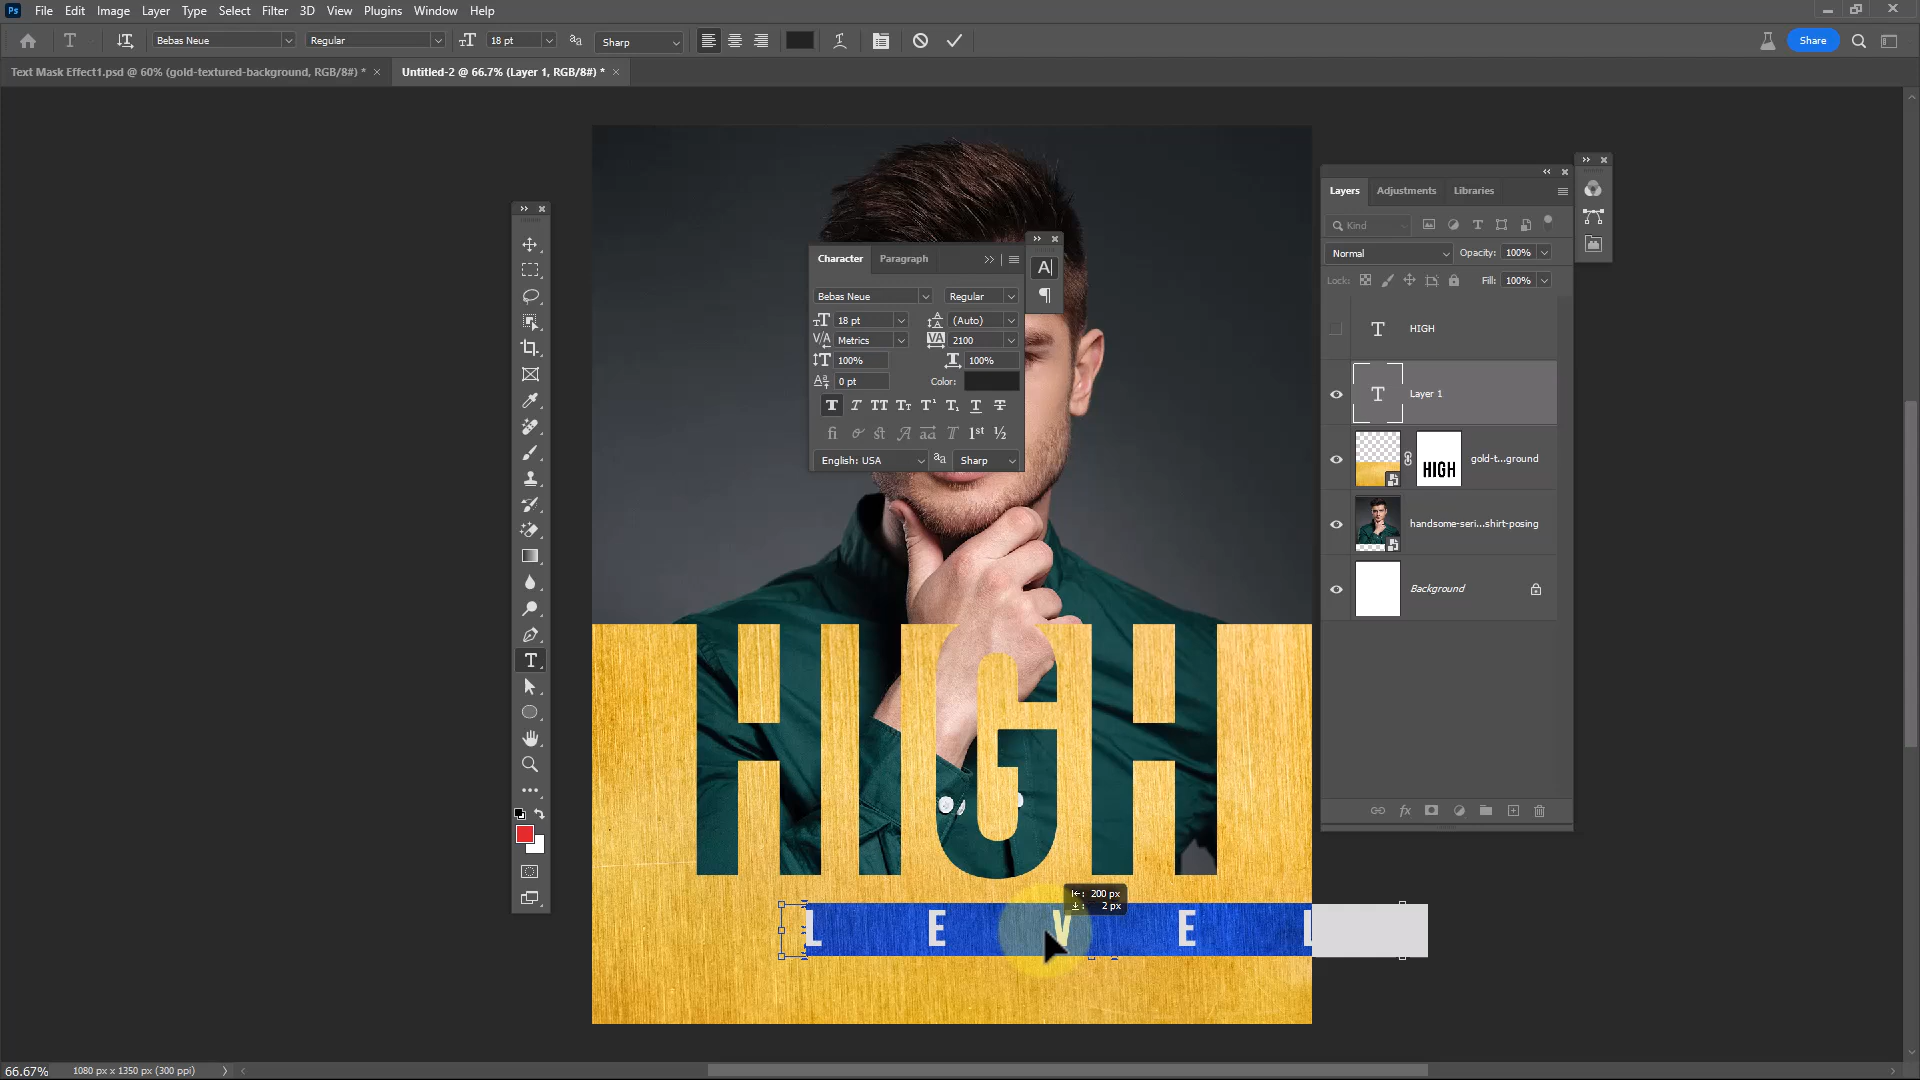 File Edit Image Layer Type Select Filter 3D View Plugins Window Help
Bebas Neue Regular 18 pt Sharp Share
Text Mask Effect1.psd @ 60% (gold-textured-background, RGB/8#) * Untitled-2 @ 66.7% (Layer 1, RGB/8#) *
Character Paragraph
Bebas Neue Regular
18 pt (Auto)
Metrics 2100
100% 100%
0 pt Color:
English: USA Sharp
Layers Adjustments Libraries
Kind
Normal Opacity: 100%
Lock: Fill: 100%
HIGH
Layer 1
HIGH gold-t...ground
handsome-seri...shirt-posing
Background
HIGH
200 px
2 px
L E V E L
66.67% 1080 px x 1350 px (300 ppi)